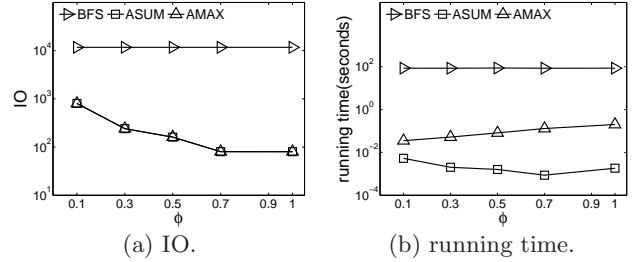 BFS ASUM AMAX
10^4
10^3
10^2
10^1
IO
0.1 0.3 0.5 0.7 0.9 1
ϕ
(a) IO.
BFS ASUM AMAX
10^2
10^0
10^-2
10^-4
running time(seconds)
0.1 0.3 0.5 0.7 0.9 1
ϕ
(b) running time.